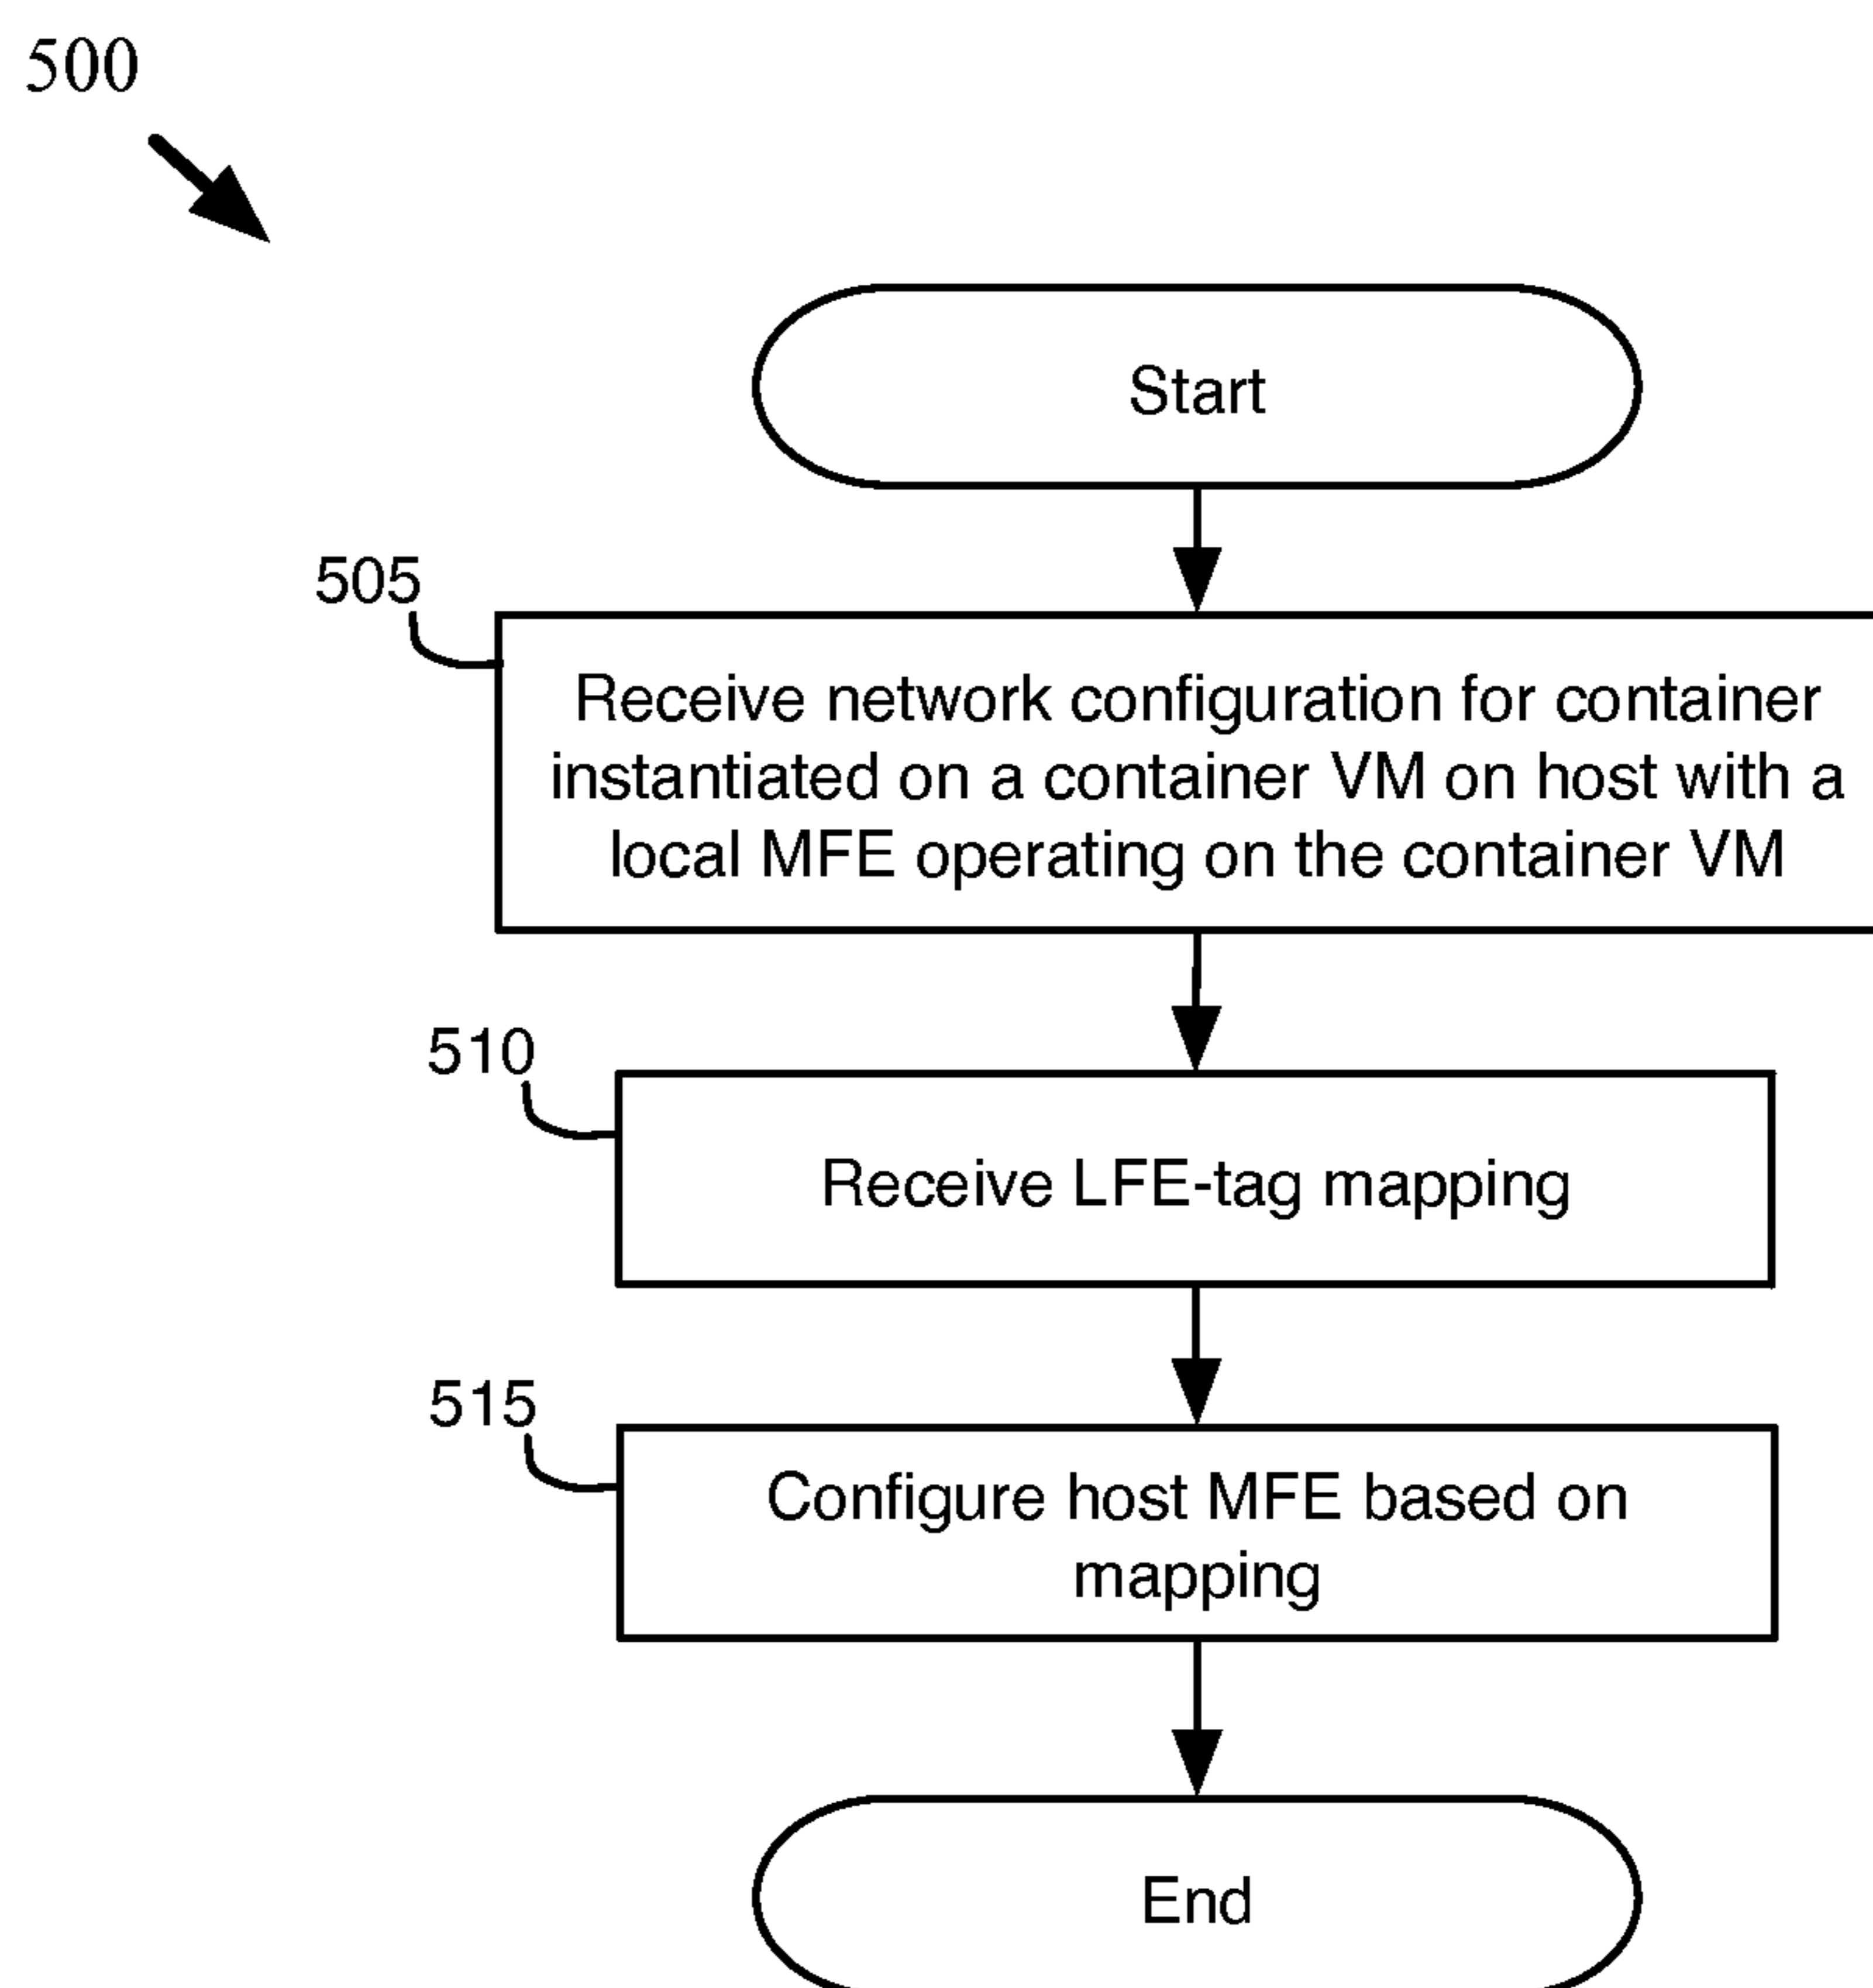 500
Start
505
Receive network configuration for container
instantiated on a container VM on host with a
local MFE operating on the container VM
510
Receive LFE-tag mapping
515
Configure host MFE based on
mapping
End